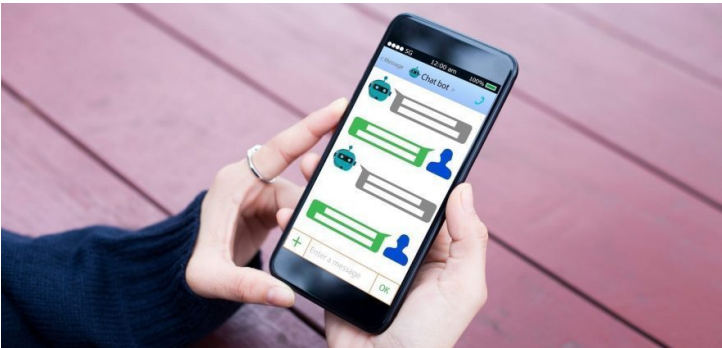 5G 12:00 am 100%
< Message Chat bot >
+ Enter a message OK